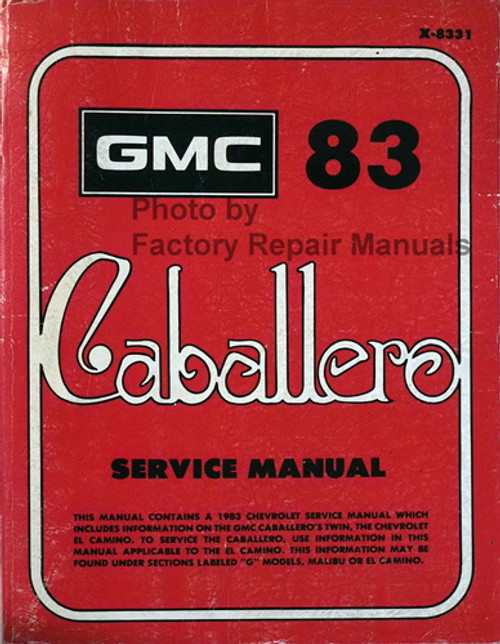 X-8331
GMC 83
Photo by
Factory Repair Manuals
Caballero
SERVICE MANUAL
THIS MANUAL CONTAINS A 1983 CHEVROLET SERVICE MANUAL WHICH
INCLUDES INFORMATION ON THE GMC CABALLERO'S TWIN, THE CHEVROLET
EL CAMINO. TO SERVICE THE CABALLERO, USE INFORMATION IN THIS
MANUAL APPLICABLE TO THE EL CAMINO. THIS INFORMATION MAY BE
FOUND UNDER SECTIONS LABELED "G" MODELS, MALIBU OR EL CAMINO.